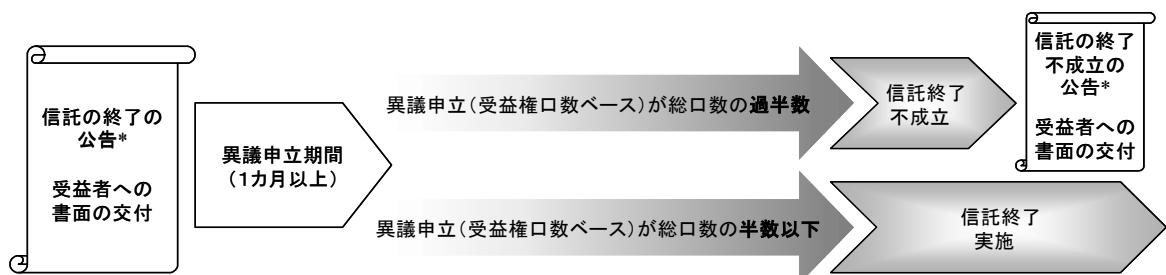 信託の終了の
公告*
受益者への
書面の交付
異議申立期間
（1カ月以上）
異議申立（受益権口数ベース）が総口数の過半数
信託終了
不成立
信託の終了
不成立の
公告*
受益者への
書面の交付
異議申立（受益権口数ベース）が総口数の半数以下
信託終了
実施